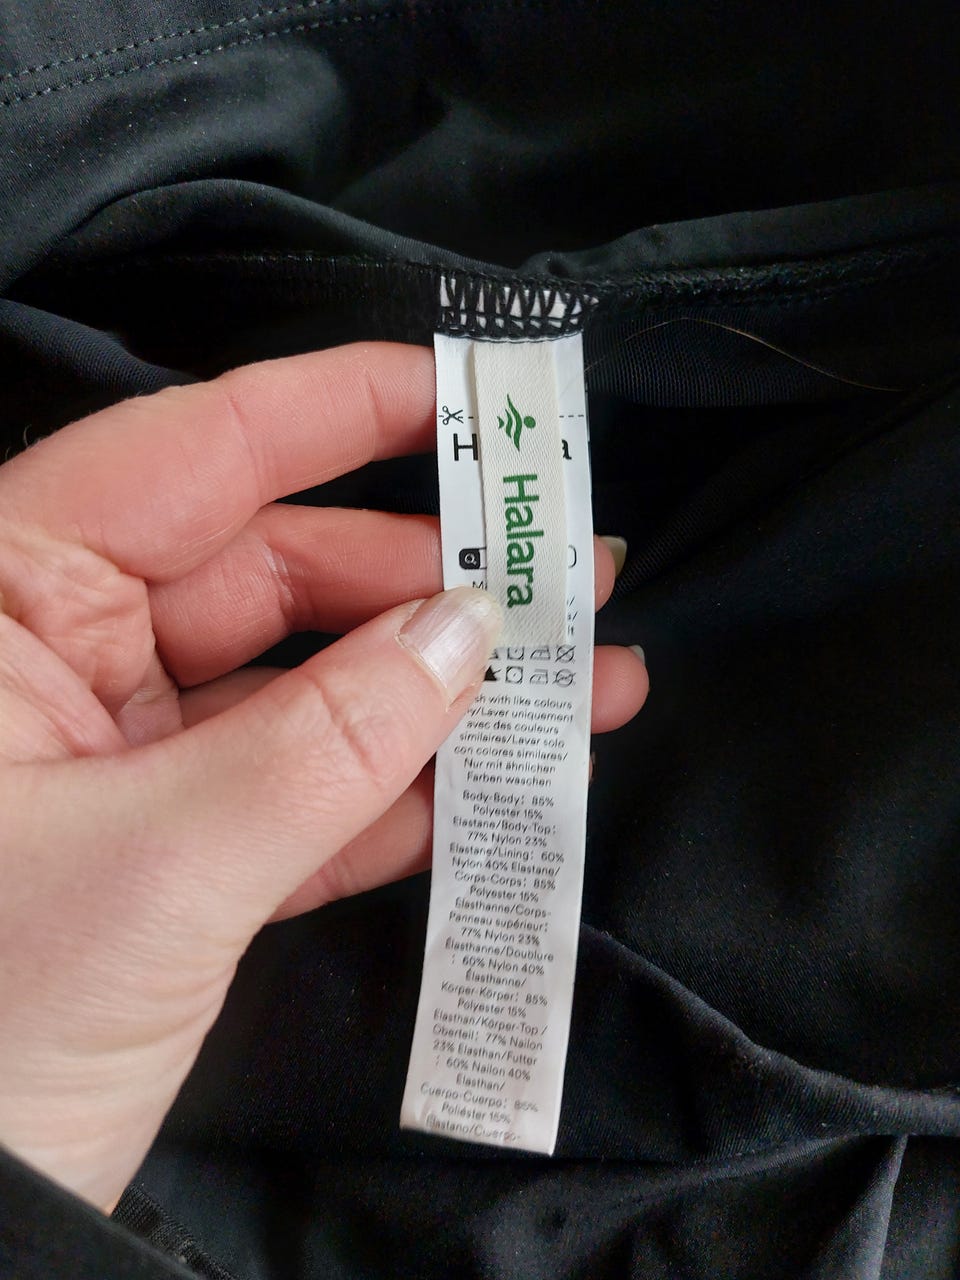 Halara
sh with like colours
ly/Laver uniquement
avec des couleurs
similaires/Lavar solo
con colores similares/
Nur mit ähnlichen
Farben waschen
Body-Body: 85%
Polyester 15%
Elastane/Body-Top:
77% Nylon 23%
Elastane/Lining: 60%
Nylon 40% Elastane/
Corps-Corps: 85%
Polyester 15%
Élasthanne/Corps-
Panneau supérieur:
77% Nylon 23%
Élasthanne/Doublure
: 60% Nylon 40%
Élasthanne/
Körper-Körper: 85%
Polyester 15%
Elasthan/Körper-Top /
Oberteil: 77% Nailon
23% Elasthan/Futter
: 60% Nailon 40%
Elasthan/
Cuerpo-Cuerpo: 85%
Poliéster 15%
Elastano/Cuerpo-